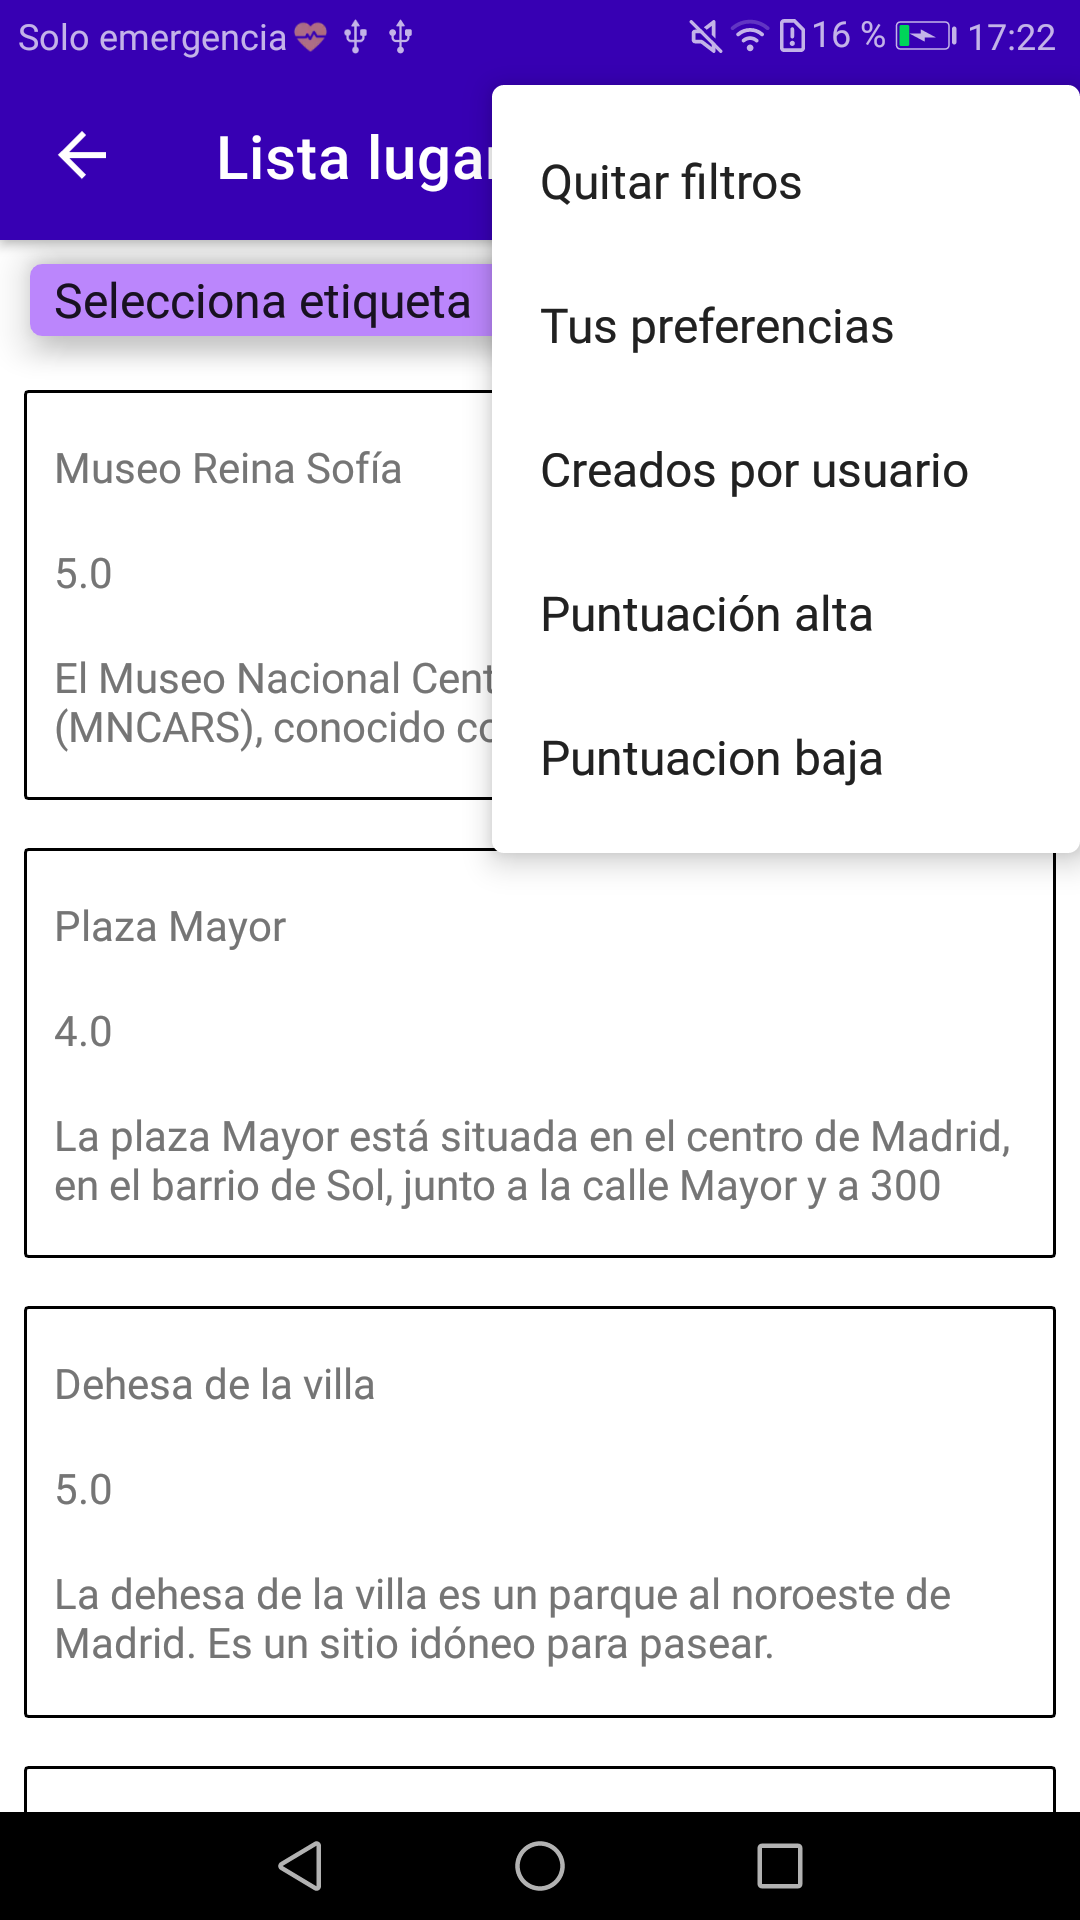 Solo emergencia
16 %
17:22
Lista lugar
Quitar filtros
Tus preferencias
Creados por usuario
Puntuación alta
Puntuacion baja
Selecciona etiqueta
Museo Reina Sofía
5.0
El Museo Nacional Cent
(MNCARS), conocido co
Plaza Mayor
4.0
La plaza Mayor está situada en el centro de Madrid,
en el barrio de Sol, junto a la calle Mayor y a 300
Dehesa de la villa
5.0
La dehesa de la villa es un parque al noroeste de
Madrid. Es un sitio idóneo para pasear.